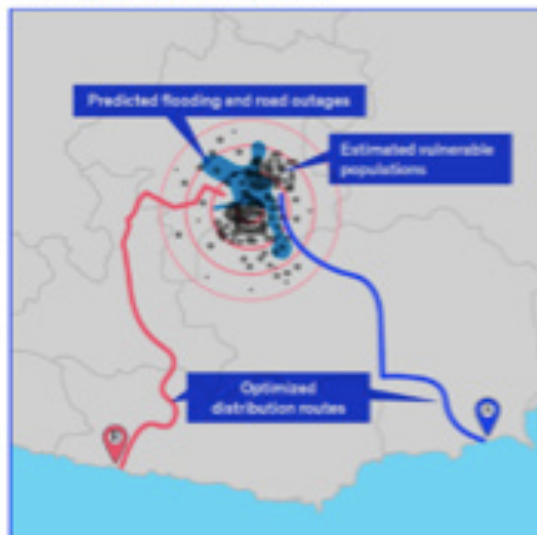 Predicted flooding and road outages
Estimated vulnerable
populations
Optimized
distribution routes